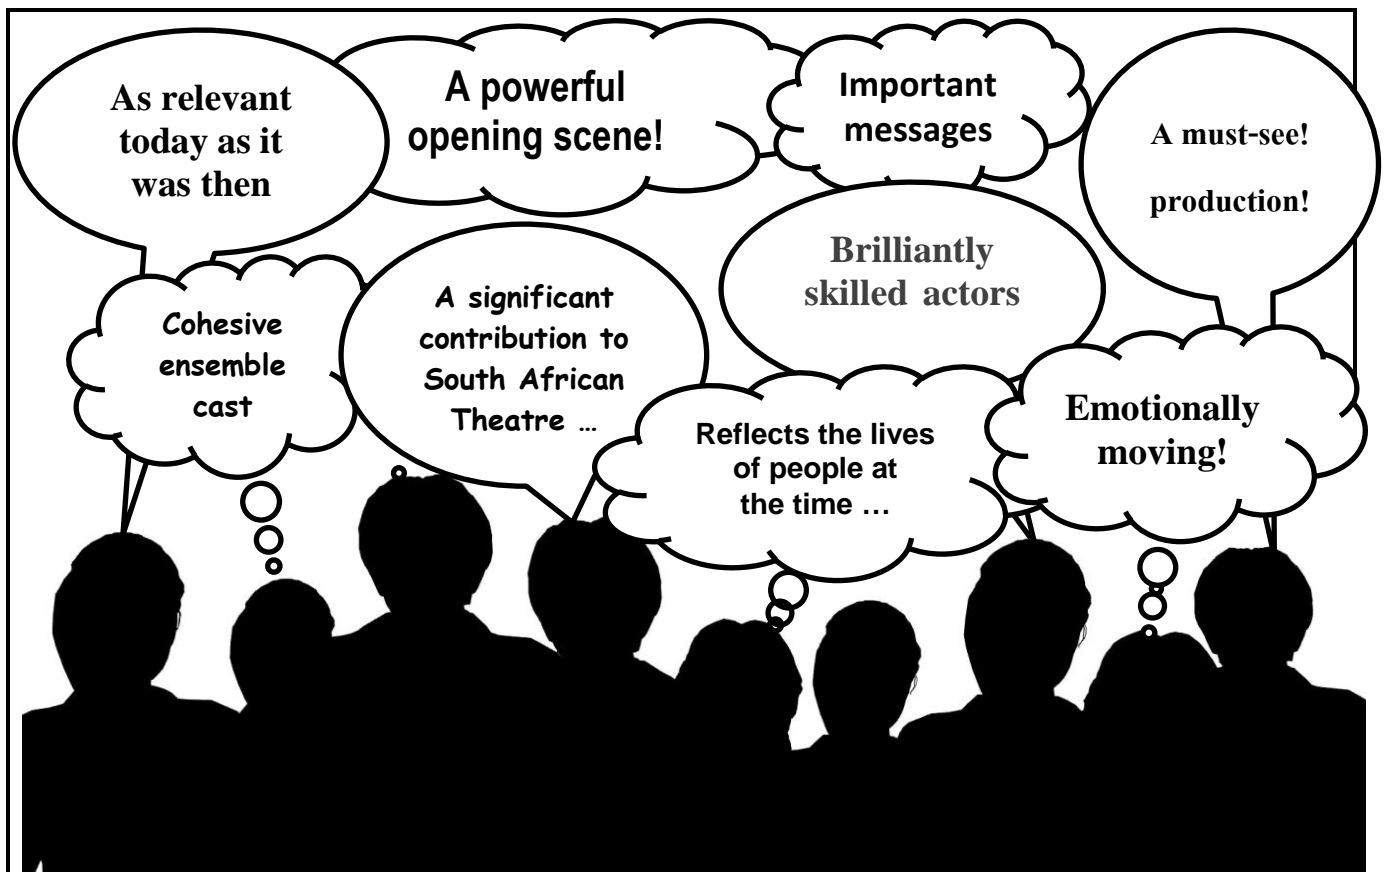 As relevant
today as it
was then
A powerful
opening scene!
Important
messages
A must-see!
production!
Brilliantly
skilled actors
Cohesive
ensemble
cast
A significant
contribution to
South African
Theatre …
Reflects the lives
of people at
the time …
Emotionally
moving!